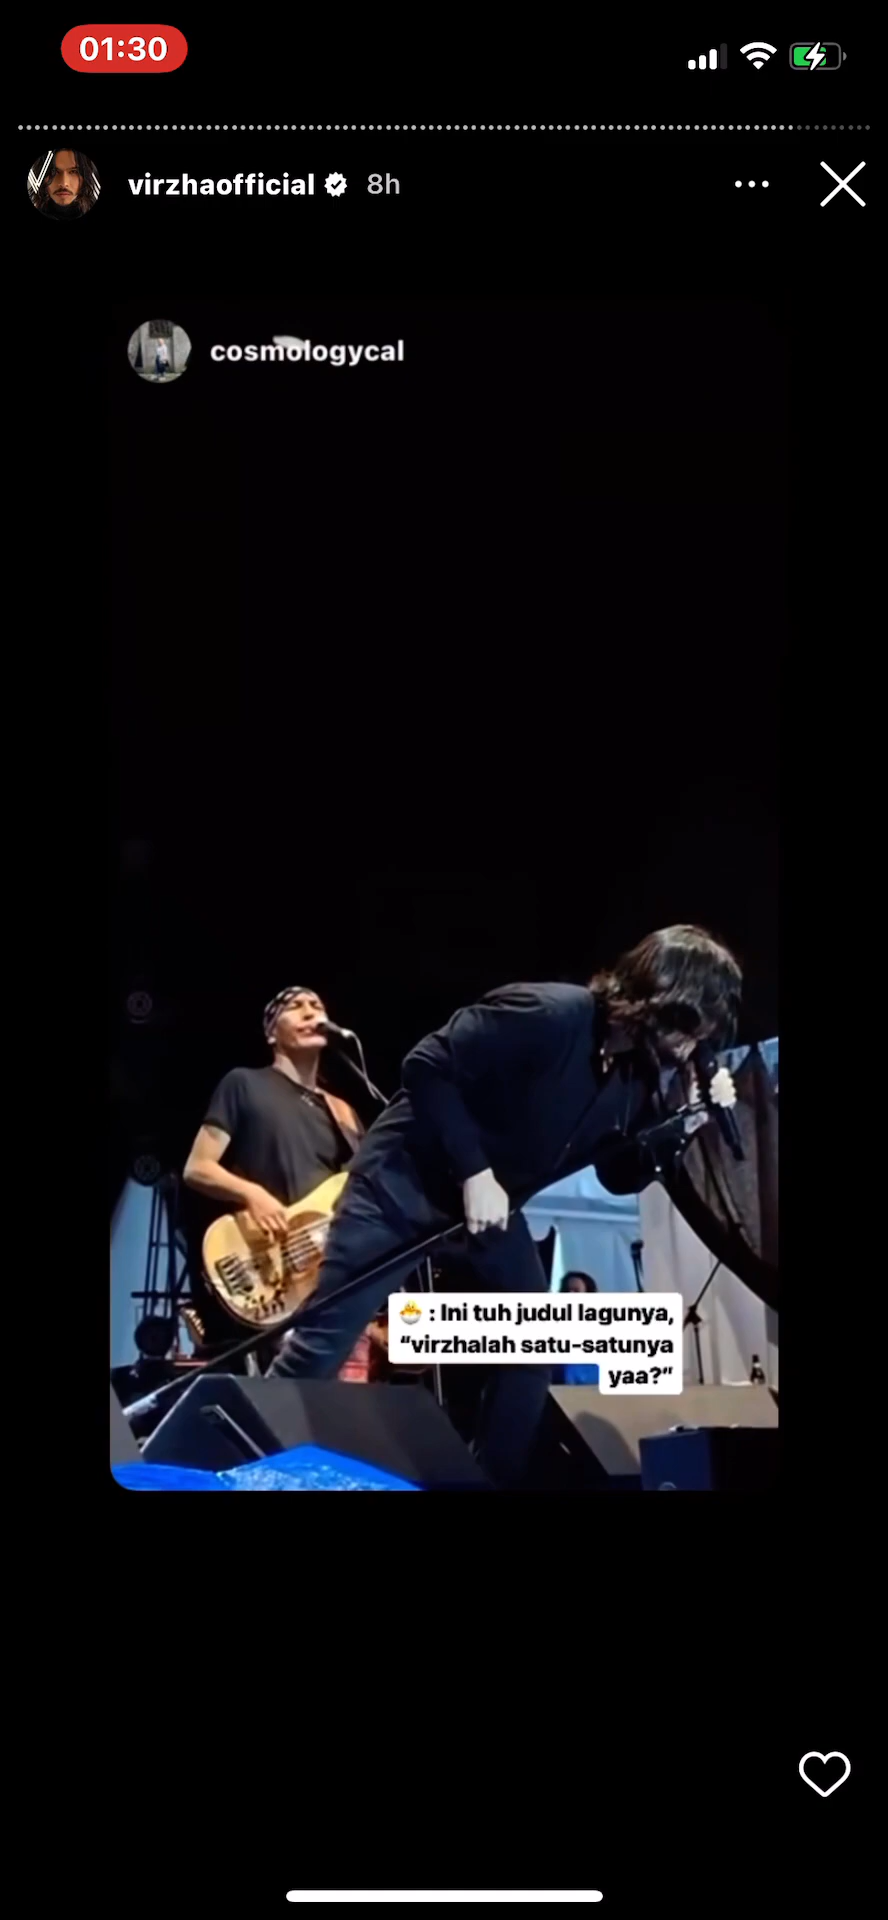 01:30
virzhaofficial 8h
cosmologycal
🐣 : Ini tuh judul lagunya,
“virzhalah satu-satunya
yaa?”